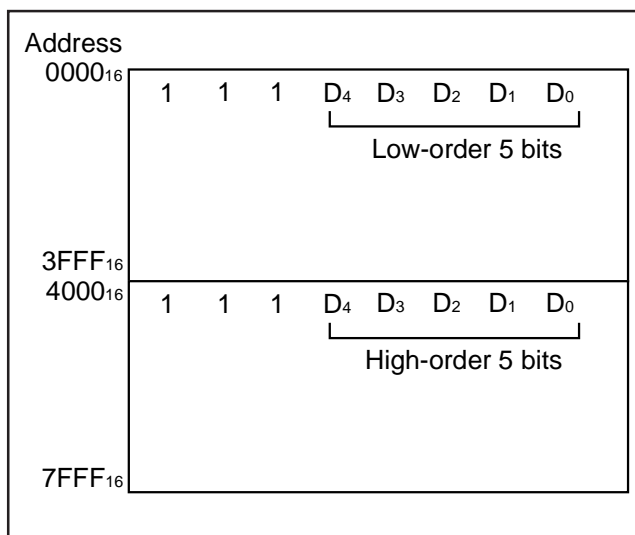 Address
0000₁₆
1 1 1 D₄ D₃ D₂ D₁ D₀
Low-order 5 bits
3FFF₁₆
4000₁₆
1 1 1 D₄ D₃ D₂ D₁ D₀
High-order 5 bits
7FFF₁₆